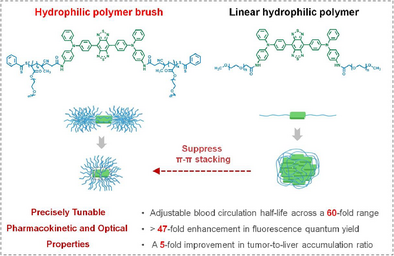 Hydrophilic polymer brush
Linear hydrophilic polymer
Suppress
π-π stacking
Precisely Tunable
Pharmacokinetic and Optical
Properties
• Adjustable blood circulation half-life across a 60-fold range
• > 47-fold enhancement in fluorescence quantum yield
• A 5-fold improvement in tumor-to-liver accumulation ratio